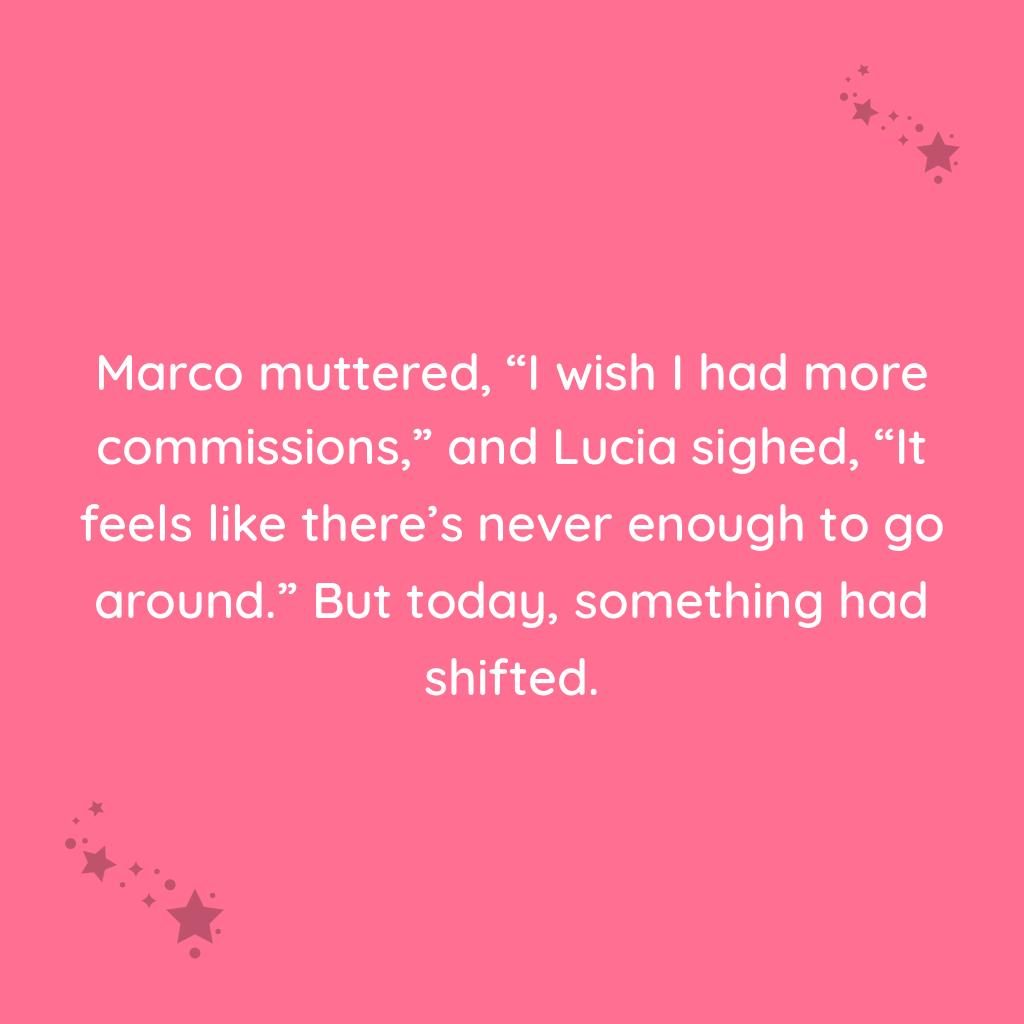 Marco muttered, “I wish I had more
commissions,” and Lucia sighed, “It
feels like there’s never enough to go
around.” But today, something had
shifted.